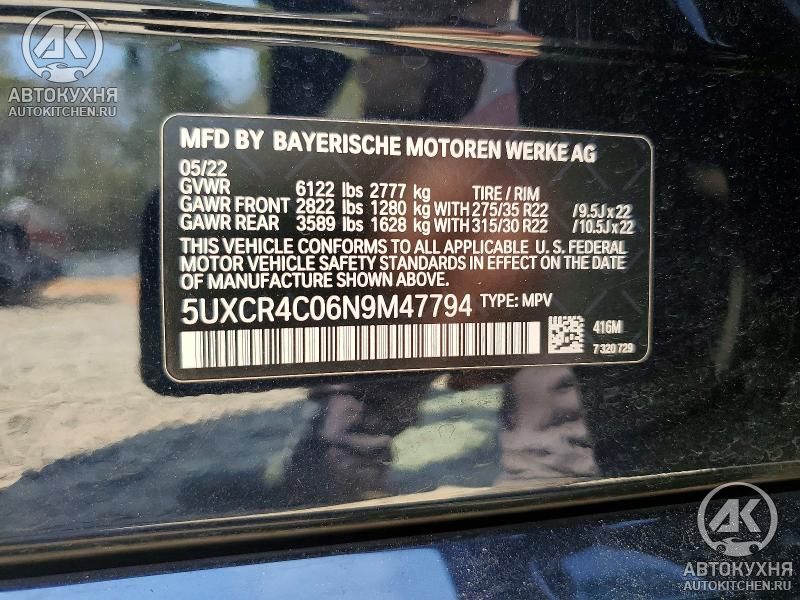 AK
АВТОКУХНЯ
AUTOKITCHEN.RU
MFD BY BAYERISCHE MOTOREN WERKE AG
05/22
GVWR 6122 lbs 2777 kg TIRE / RIM
GAWR FRONT 2822 lbs 1280 kg WITH 275/35 R22 /9.5Jx22
GAWR REAR 3589 lbs 1628 kg WITH 315/30 R22 /10.5Jx22
THIS VEHICLE CONFORMS TO ALL APPLICABLE U. S. FEDERAL
MOTOR VEHICLE SAFETY STANDARDS IN EFFECT ON THE DATE
OF MANUFACTURE SHOWN ABOVE.
5UXCR4C06N9M47794 TYPE: MPV
416M
7 320 729
AK
АВТОКУХНЯ
AUTOKITCHEN.RU